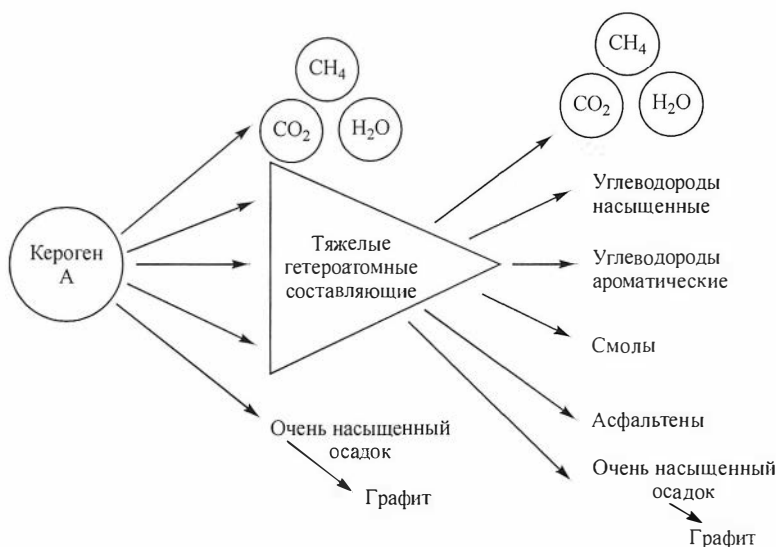 CH₄
CO₂
H₂O
CH₄
CO₂
H₂O
Кероген
А
Тяжелые
гетероатомные
составляющие
Углеводороды
насыщенные
Углеводороды
ароматические
Смолы
Асфальтены
Очень насыщенный
осадок
Графит
Очень насыщенный
осадок
Графит